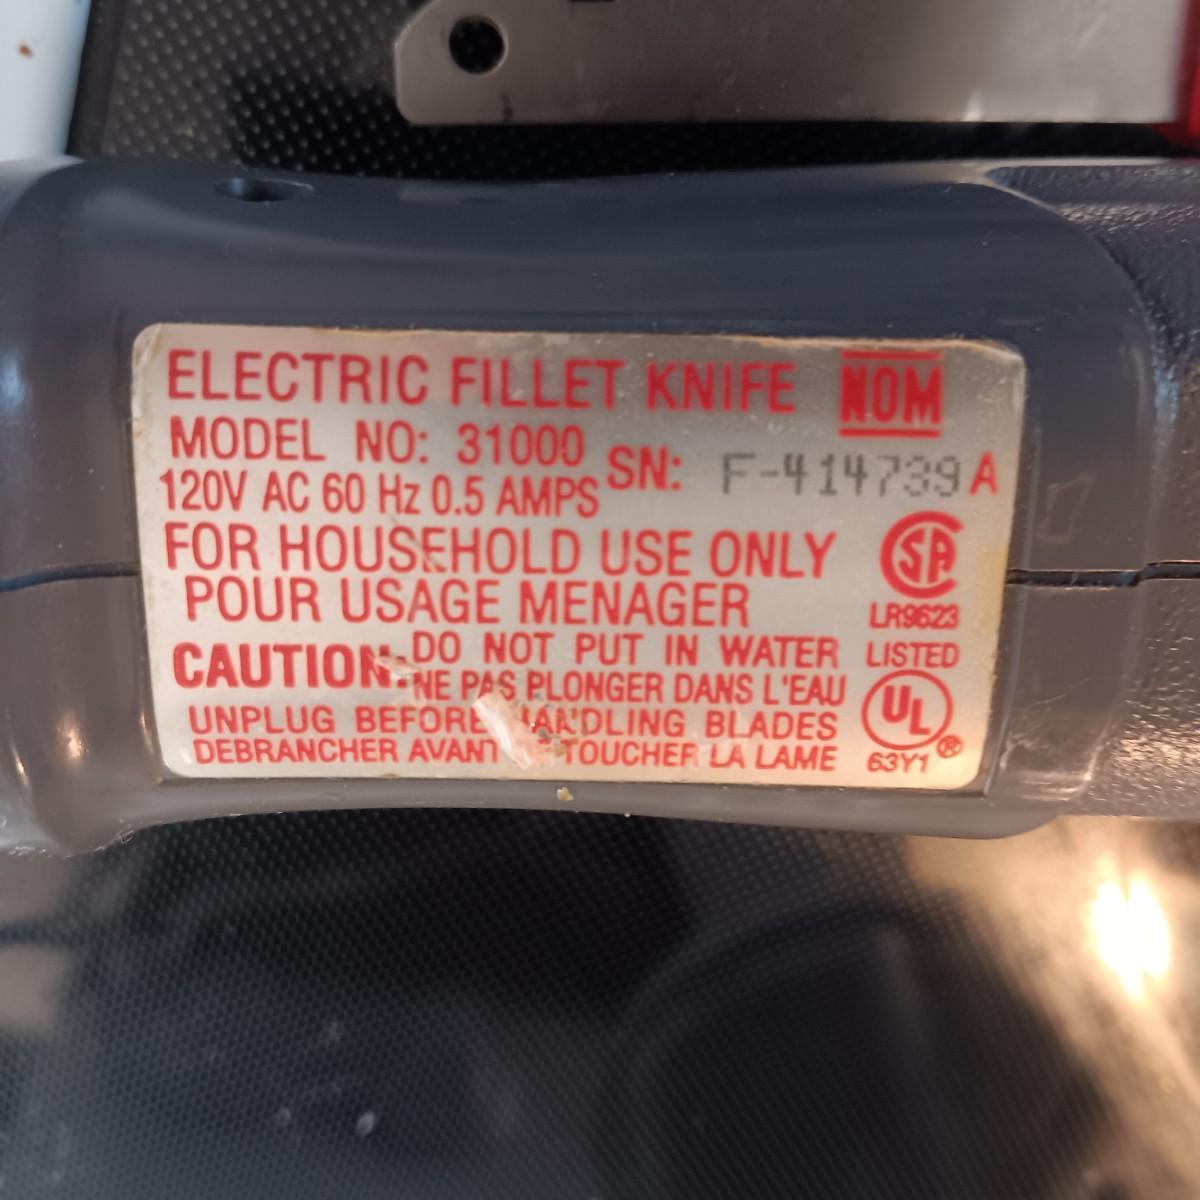 ELECTRIC FILLET KNIFE
NOM
MODEL NO: 31000
SN: F-414739 A
120V AC 60 Hz 0.5 AMPS
FOR HOUSEHOLD USE ONLY
SA
POUR USAGE MENAGER
LR9623
CAUTION: DO NOT PUT IN WATER
LISTED
NE PAS PLONGER DANS L'EAU
UL
UNPLUG BEFORE HANDLING BLADES
®
DEBRANCHER AVANT DE TOUCHER LA LAME
63Y1